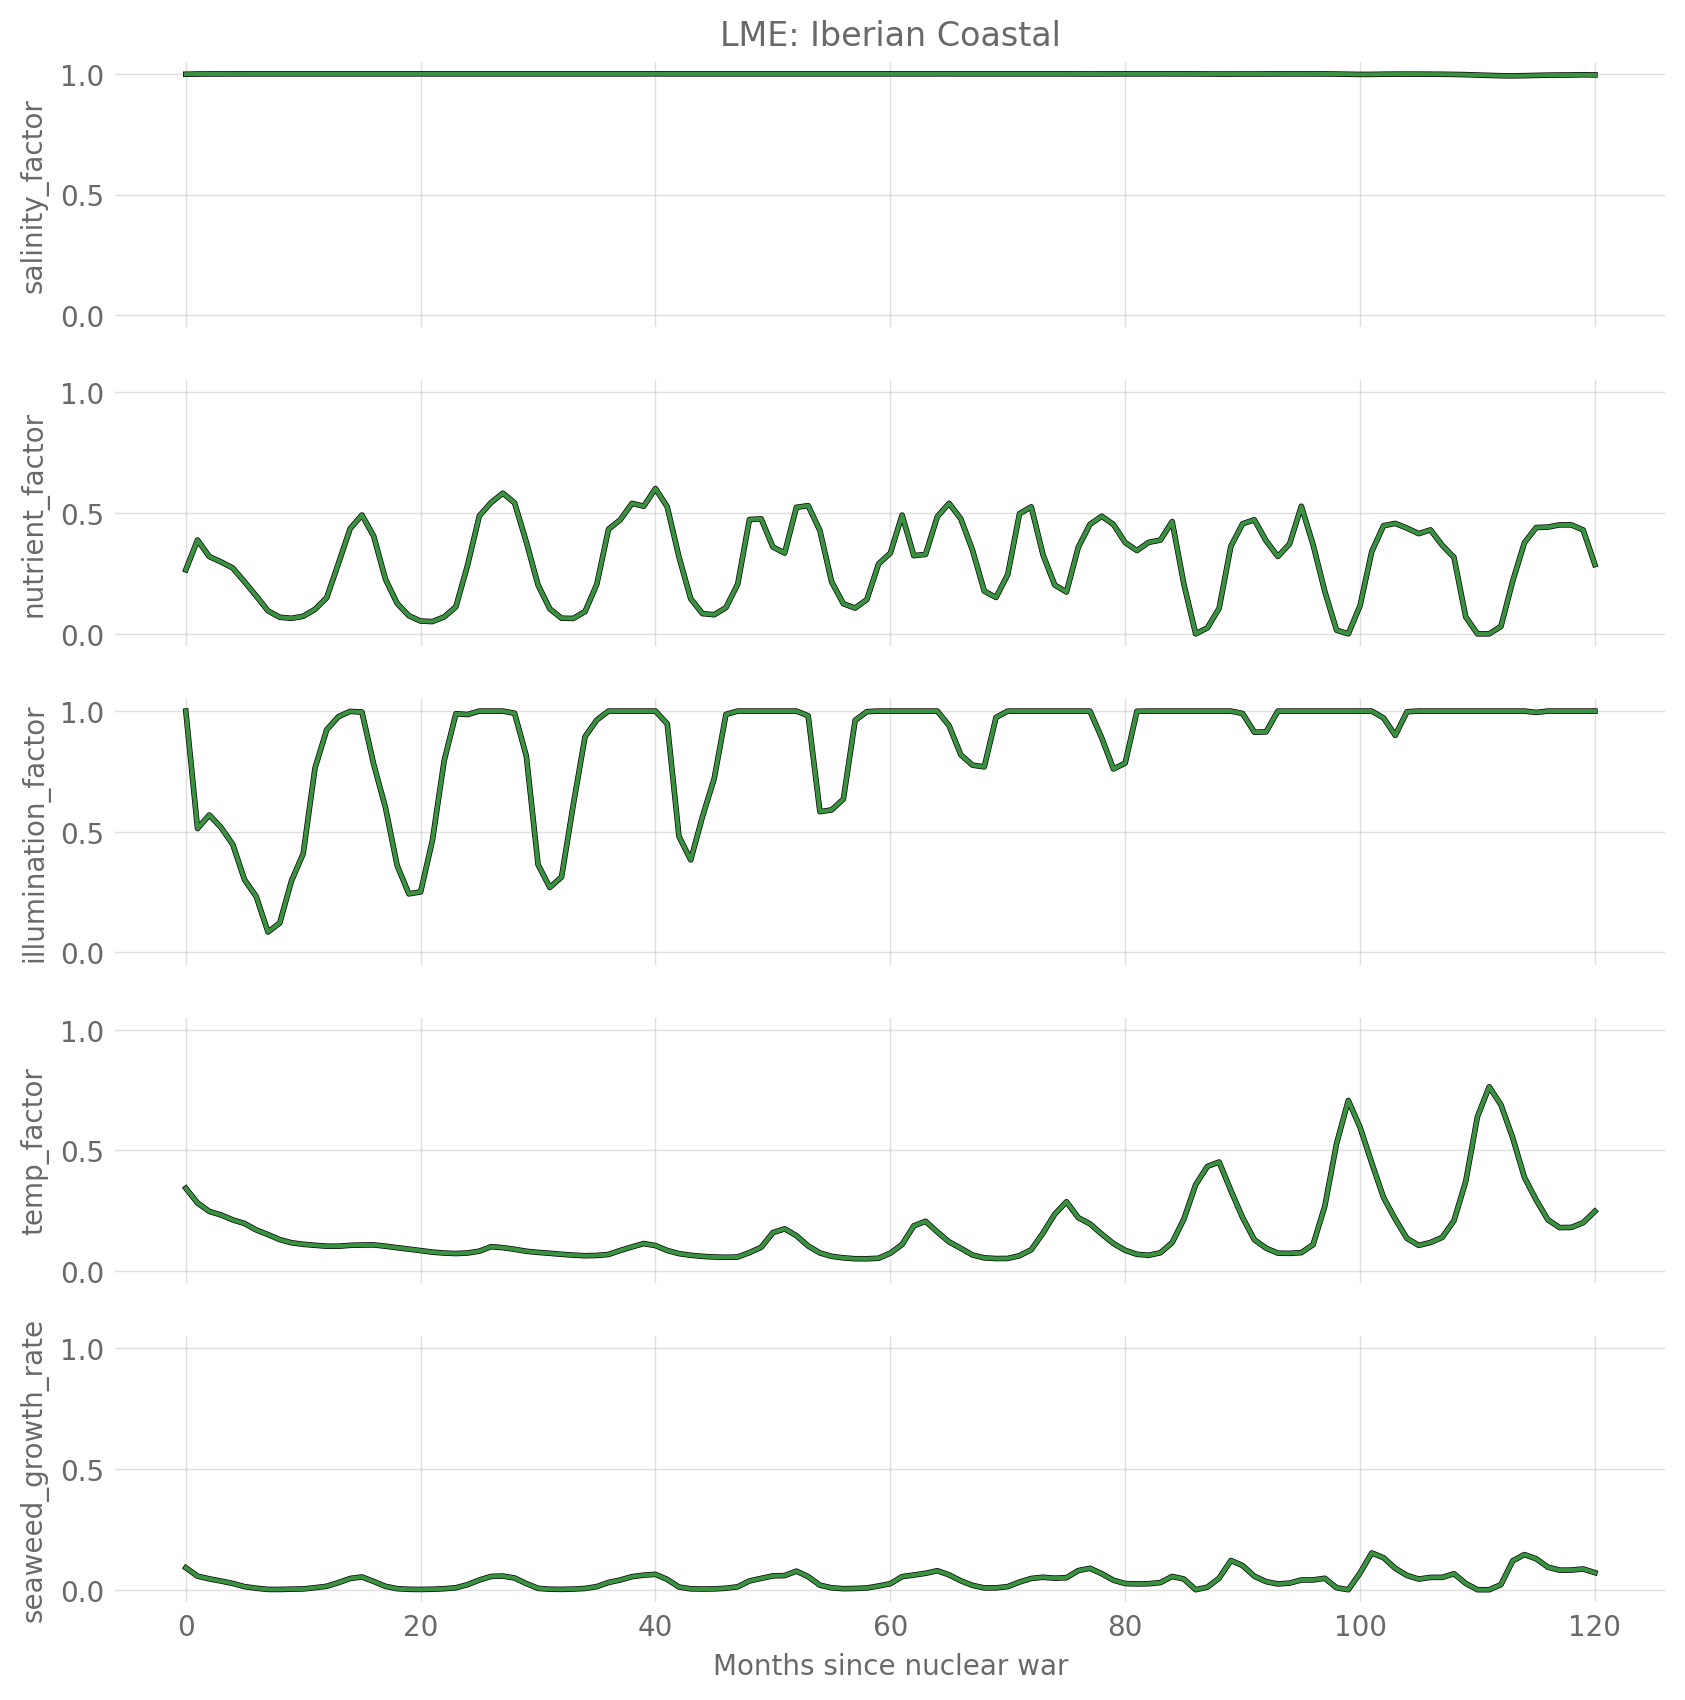 LME: Iberian Coastal
1.0
0.5
0.0
salinity_factor
1.0
0.5
0.0
nutrient_factor
1.0
0.5
0.0
illumination_factor
1.0
0.5
0.0
temp_factor
1.0
0.5
0.0
seaweed_growth_rate
0 20 40 60 80 100 120
Months since nuclear war